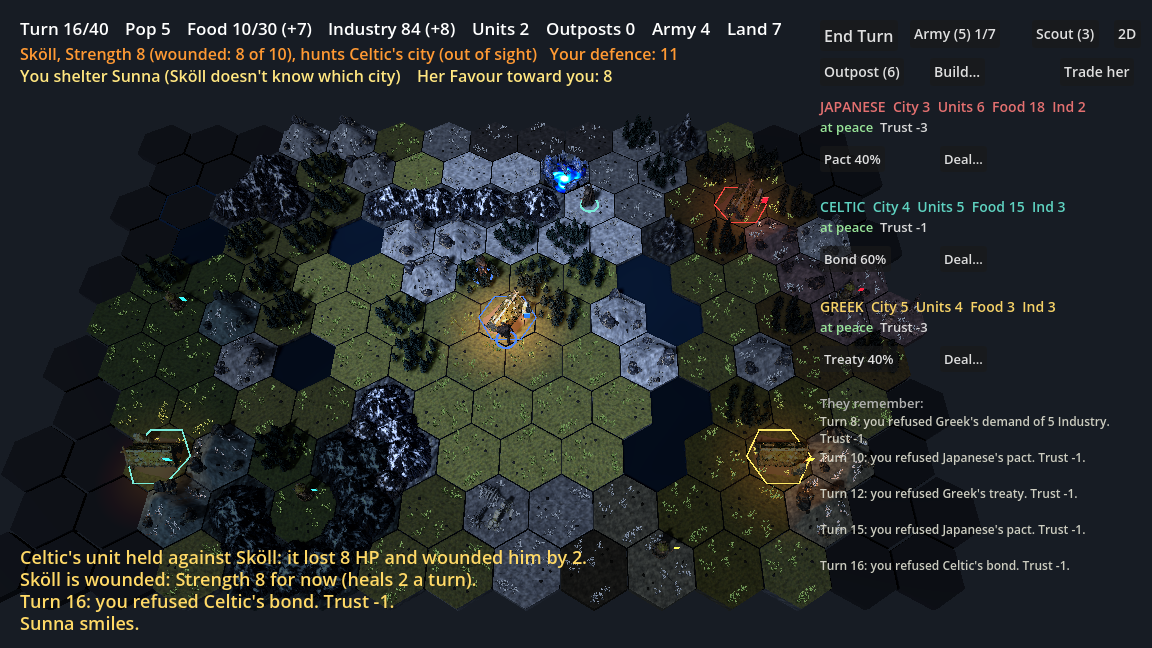 Turn 16/40 Pop 5 Food 10/30 (+7) Industry 84 (+8) Units 2 Outposts 0 Army 4 Land 7
Sköll, Strength 8 (wounded: 8 of 10), hunts Celtic's city (out of sight) Your defence: 11
You shelter Sunna (Sköll doesn't know which city) Her Favour toward you: 8
End Turn Army (5) 1/7 Scout (3) 2D
Outpost (6) Build... Trade her
JAPANESE City 3 Units 6 Food 18 Ind 2
at peace Trust -3
Pact 40% Deal...
CELTIC City 4 Units 5 Food 15 Ind 3
at peace Trust -1
Bond 60% Deal...
GREEK City 5 Units 4 Food 3 Ind 3
at peace Trust -3
Treaty 40% Deal...
They remember:
Turn 8: you refused Greek's demand of 5 Industry.
Trust -1.
Turn 10: you refused Japanese's pact. Trust -1.
Turn 12: you refused Greek's treaty. Trust -1.
Turn 15: you refused Japanese's pact. Trust -1.
Turn 16: you refused Celtic's bond. Trust -1.
Celtic's unit held against Sköll: it lost 8 HP and wounded him by 2.
Sköll is wounded: Strength 8 for now (heals 2 a turn).
Turn 16: you refused Celtic's bond. Trust -1.
Sunna smiles.